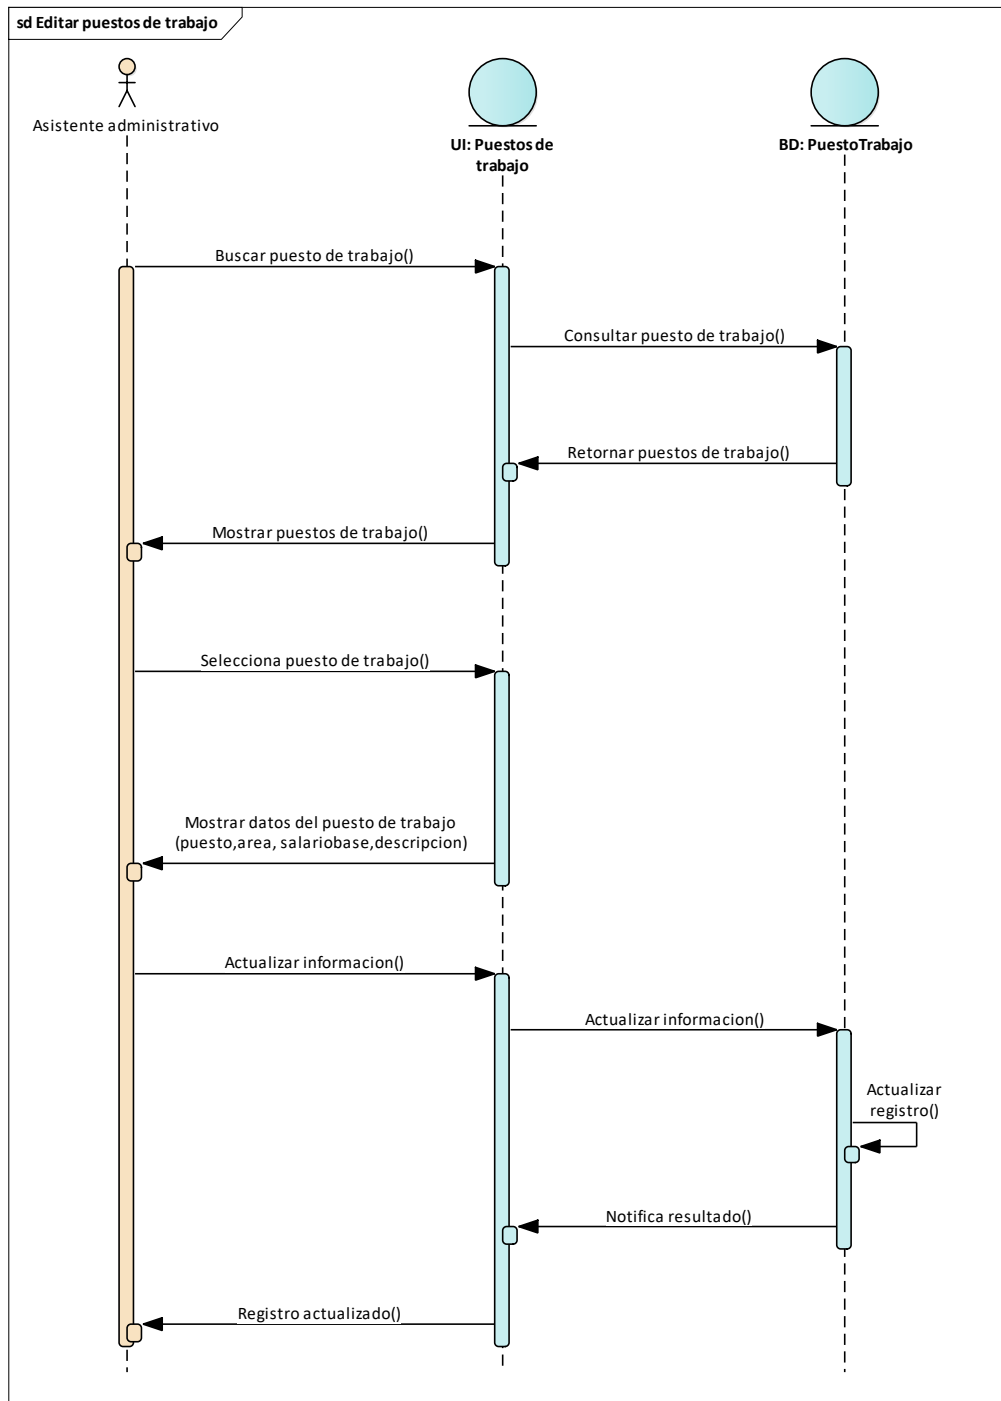 sd Editar puestos de trabajo
Asistente administrativo
UI: Puestos de
trabajo
BD: PuestoTrabajo
Buscar puesto de trabajo()
Consultar puesto de trabajo()
Retornar puestos de trabajo()
Mostrar puestos de trabajo()
Selecciona puesto de trabajo()
Mostrar datos del puesto de trabajo
(puesto,area, salariobase,descripcion)
Actualizar informacion()
Actualizar informacion()
Actualizar
registro()
Notifica resultado()
Registro actualizado()